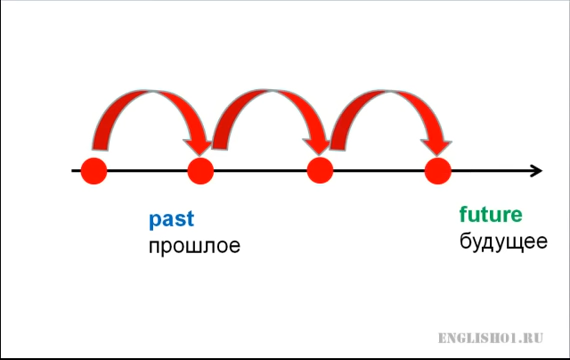 past
прошлое
future
будущее
ENGLISH01.RU